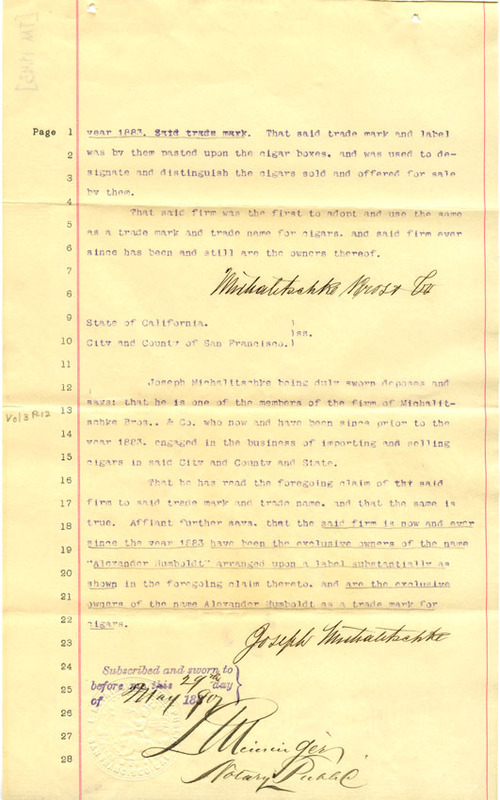 Page 1 year 1883. Said trade mark. That said trade mark and label
2 was by them pasted upon the cigar boxes. and was used to de-
3 signate and distinguish the cigars sold and offered for sale
4 by them.
5 That said firm was the first to adopt and use the same
6 as a trade mark and trade name for cigars. and said firm ever
7 since has been and still are the owners thereof.
Michalitschke Bros & Co
6
9 State of California. )
)ss.
10 City and County of San Francisco.)
11
12 Joseph Michalitschke being duly sworn deposes and
13 says: that he is one of the members of the firm of Michalit-
Vol 3 P.12
14 schke Bros.. & Co. who now and have been since prior to the
15 year 1883. engaged in the business of importing and selling
cigars in said City and County and State.
16 That he has read the foregoing claim of tht said
17 firm to said trade mark and trade name. and that the same is
18 true. Affiant further says. that the said firm is now and ever
19 since the year 1883 have been the exclusive owners of the name
20 "Alexander Humboldt" arranged upon a label substantially as
21 shown in the foregoing claim thereto. and are the exclusive
owners of the name Alexander Humboldt as a trade mark for
22 cigars.
23 Joseph Michalitschke
24 Subscribed and sworn to
25 before me this 29th day
of May 1890
26
27
28 Notary Public